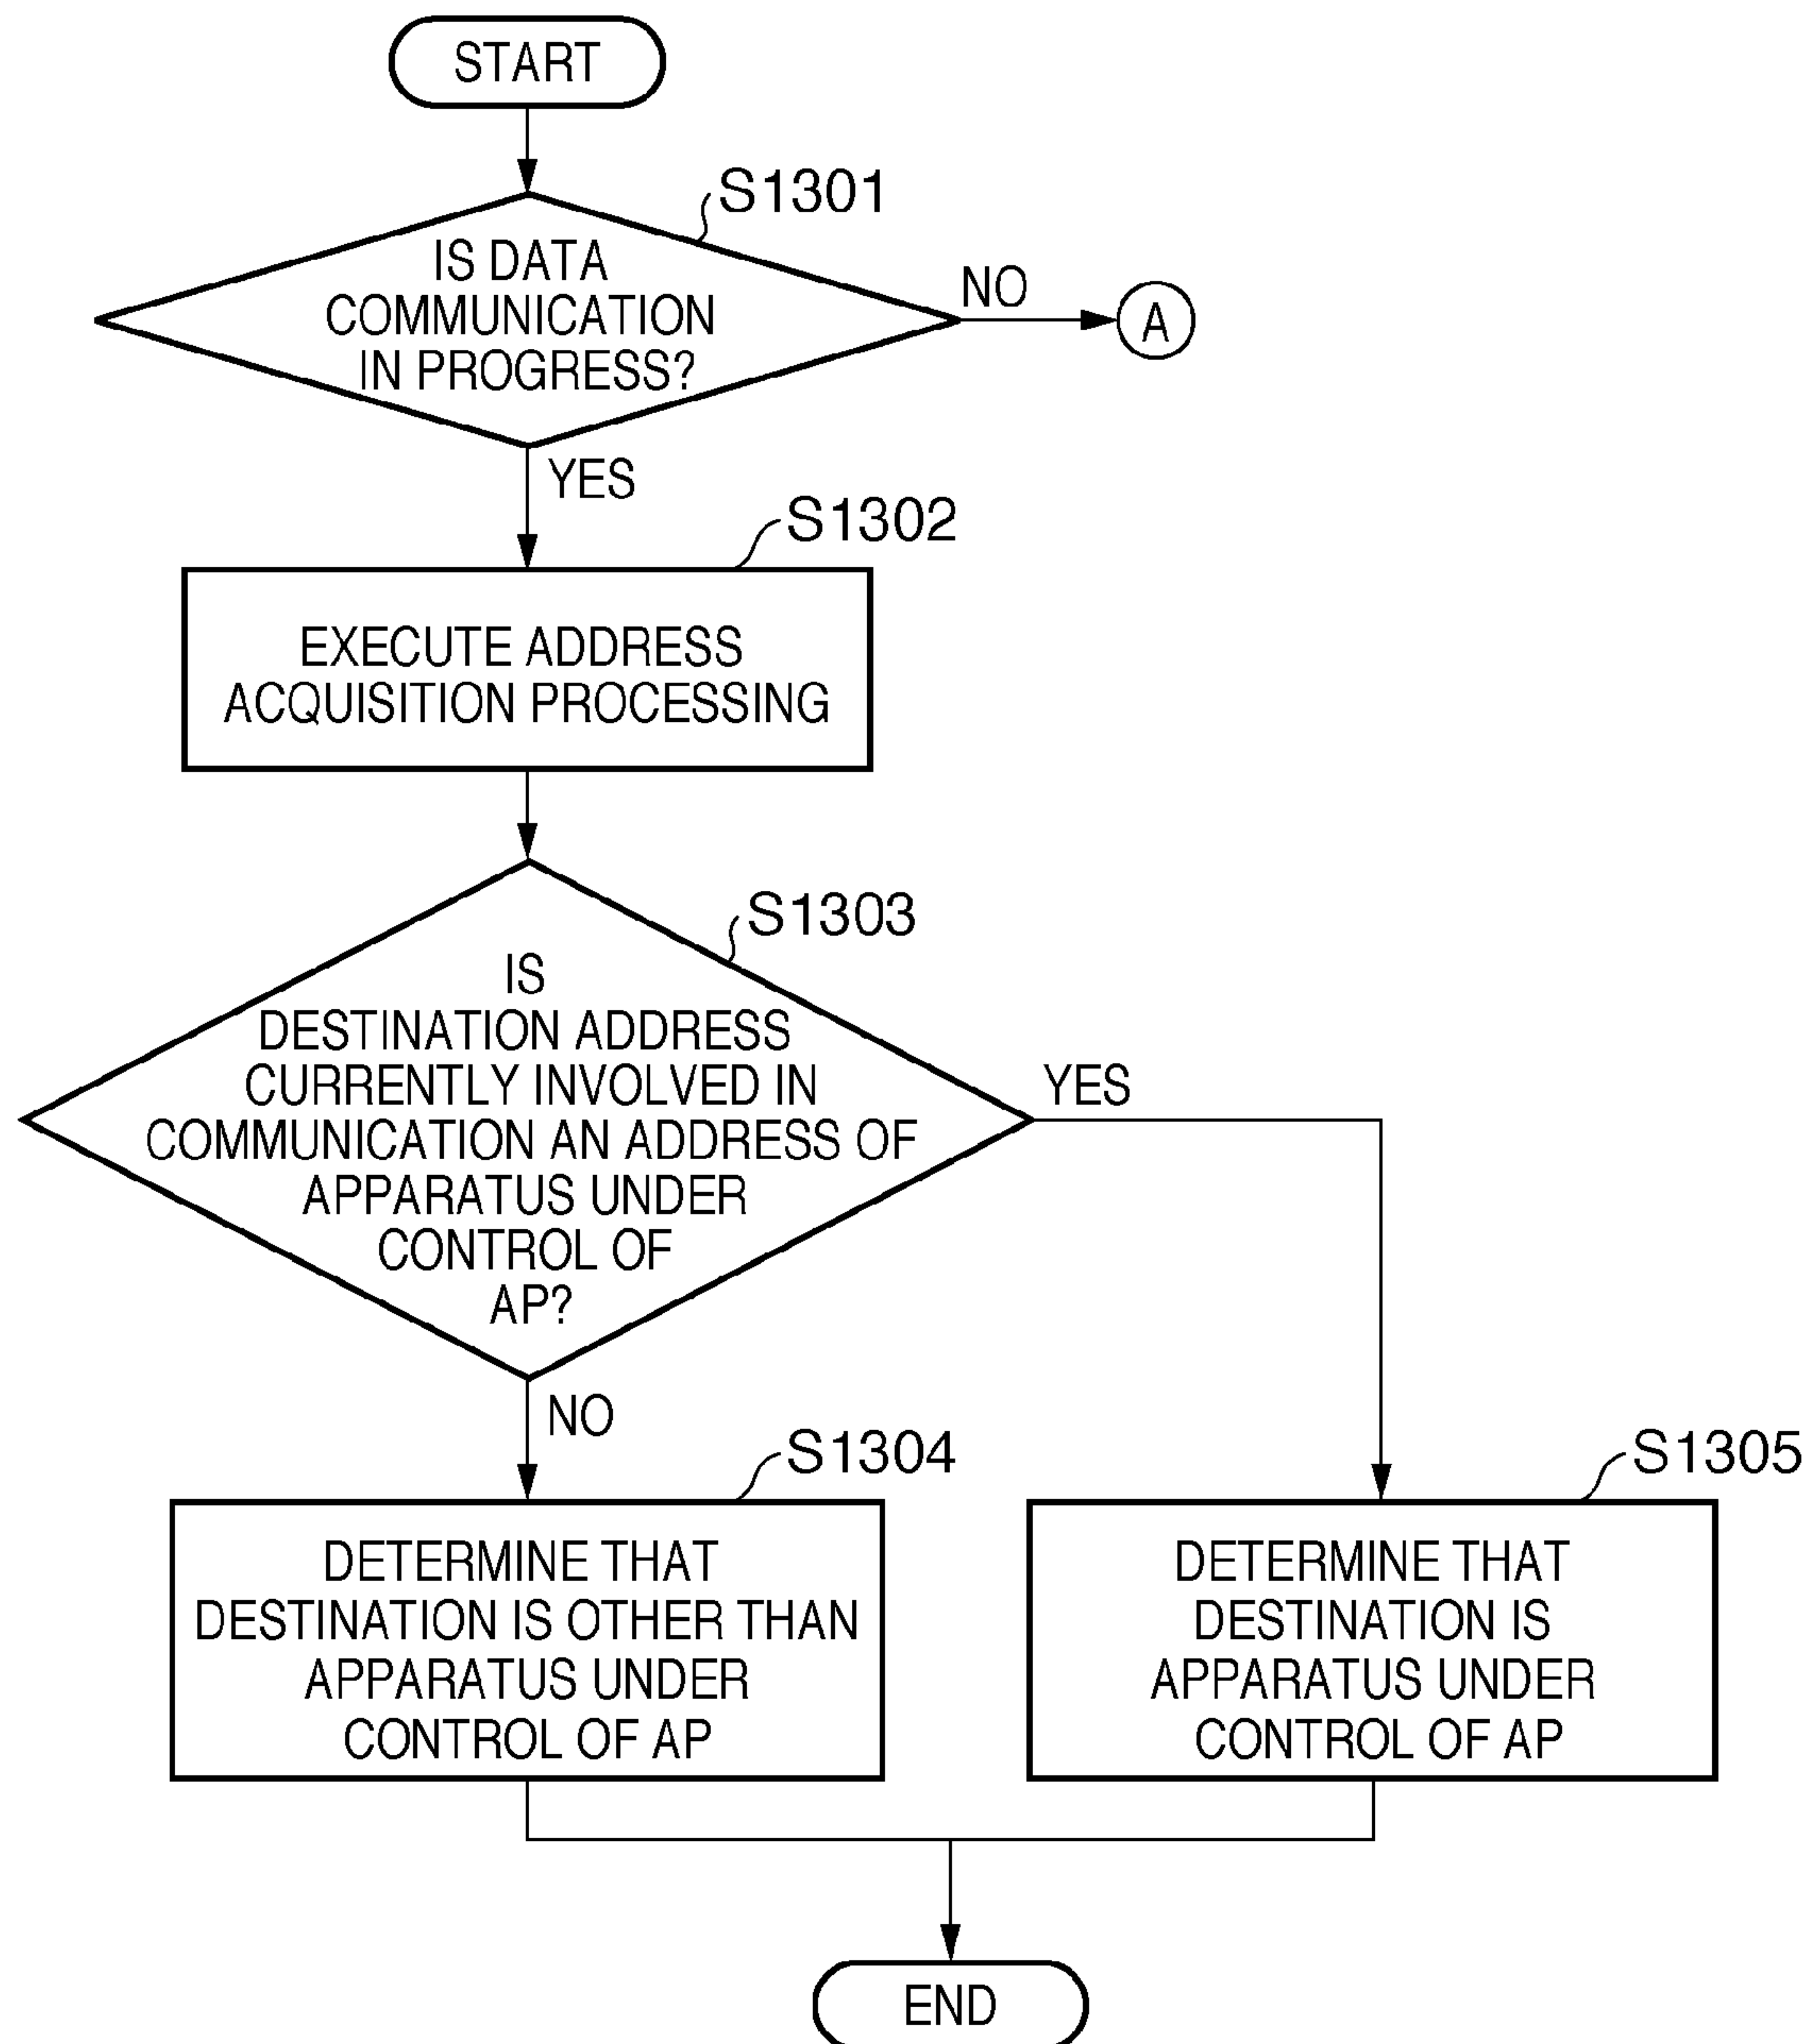 START
S1301
IS DATA
COMMUNICATION
IN PROGRESS?
NO
A
YES
S1302
EXECUTE ADDRESS
ACQUISITION PROCESSING
S1303
IS
DESTINATION ADDRESS
CURRENTLY INVOLVED IN
COMMUNICATION AN ADDRESS OF
APPARATUS UNDER
CONTROL OF
AP?
YES
NO
S1304
DETERMINE THAT
DESTINATION IS OTHER THAN
APPARATUS UNDER
CONTROL OF AP
S1305
DETERMINE THAT
DESTINATION IS
APPARATUS UNDER
CONTROL OF AP
END